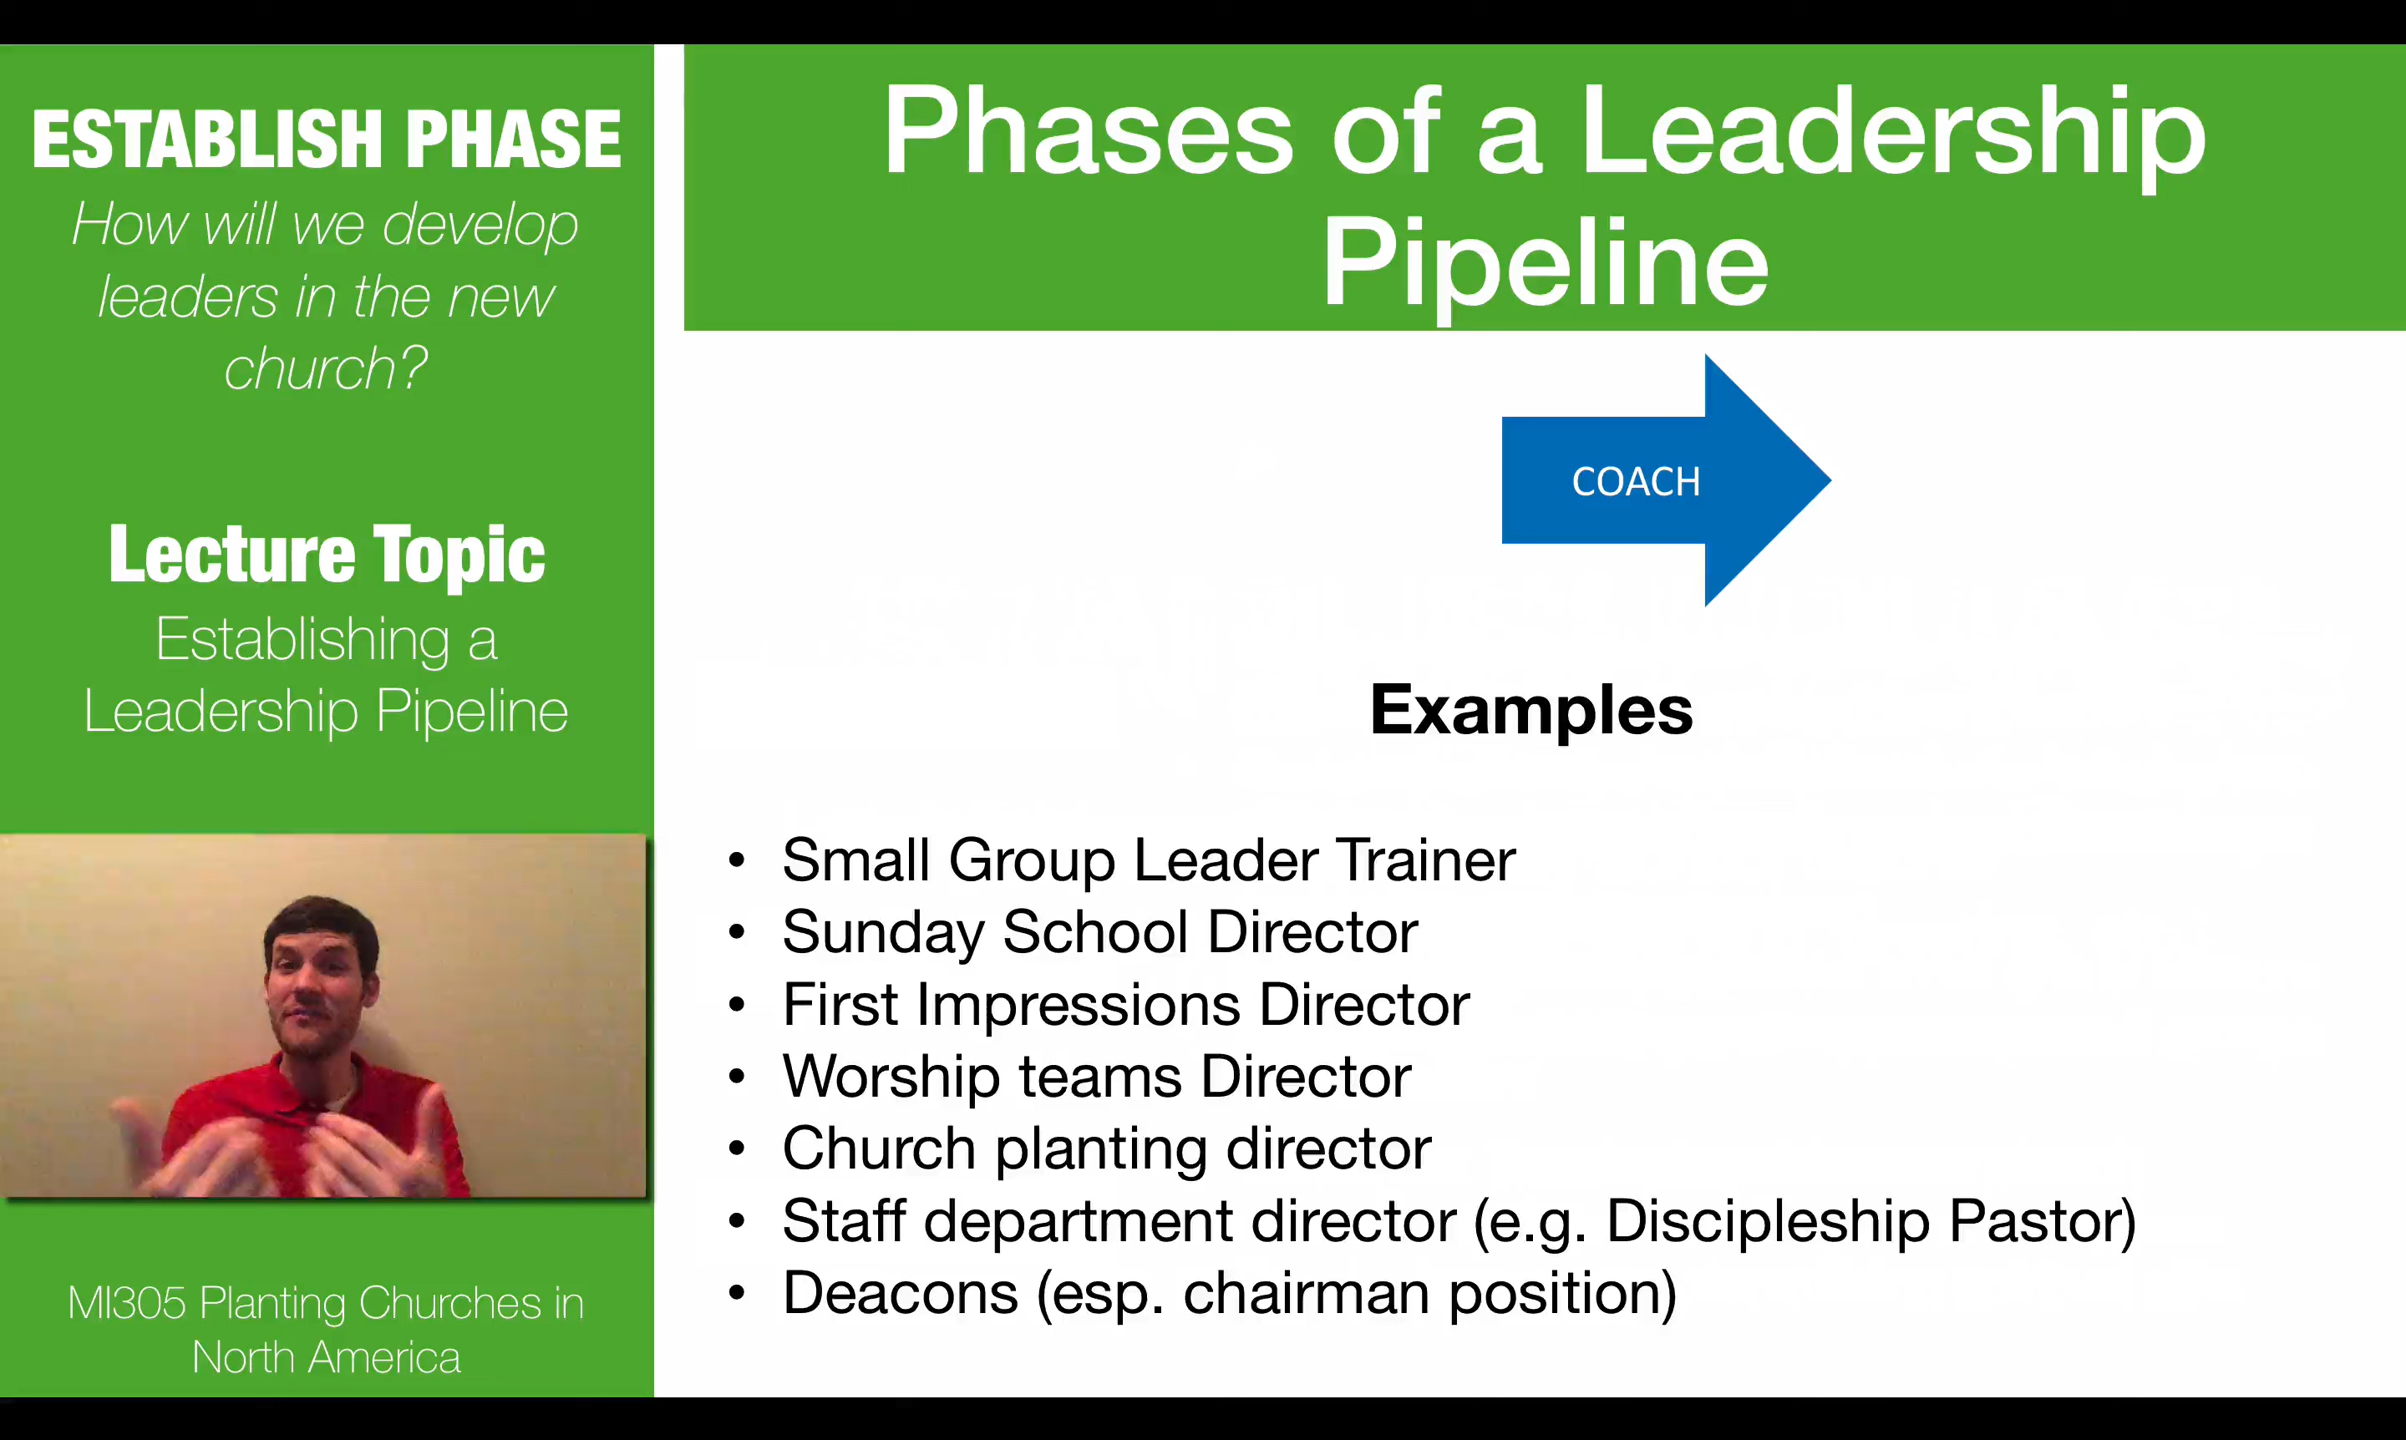 ESTABLISH PHASE
How will we develop
leaders in the new
church?
Lecture Topic
Establishing a
Leadership Pipeline
MI305 Planting Churches in
North America
Phases of a Leadership
Pipeline
COACH
Examples
• Small Group Leader Trainer
• Sunday School Director
• First Impressions Director
• Worship teams Director
• Church planting director
• Staff department director (e.g. Discipleship Pastor)
• Deacons (esp. chairman position)